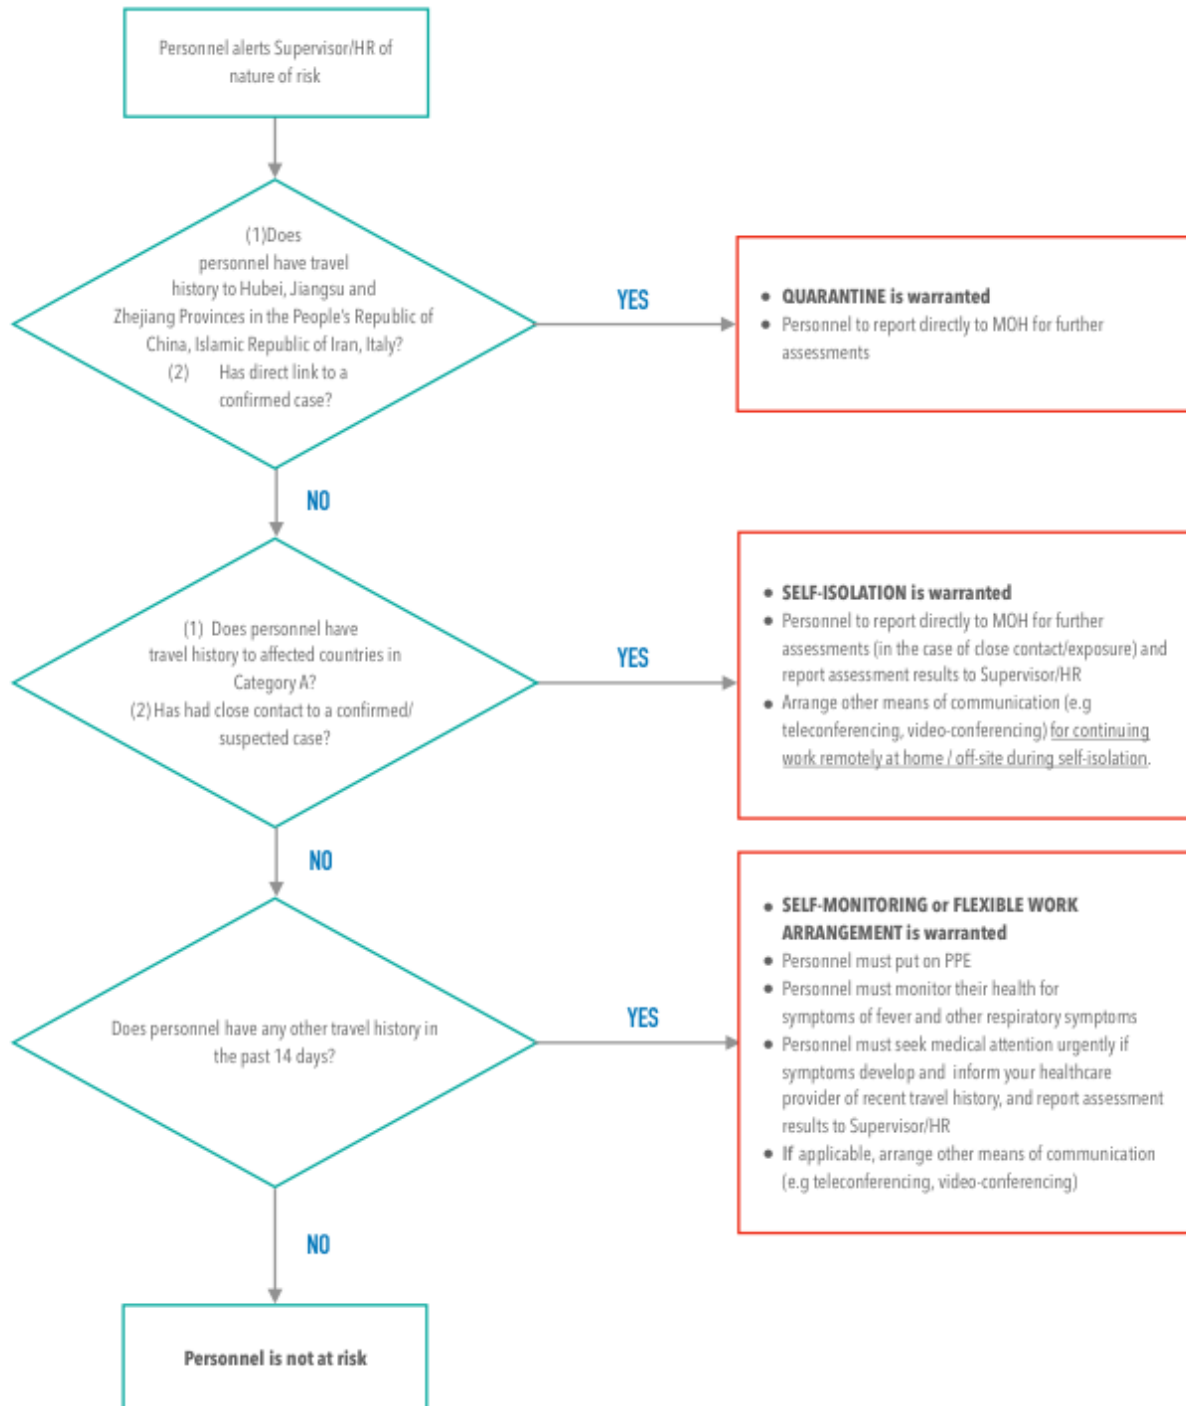 Personnel alerts Supervisor/HR of
nature of risk
(1)Does
personnel have travel
history to Hubei, Jiangsu and
Zhejiang Provinces in the People's Republic of
China, Islamic Republic of Iran, Italy?
(2) Has direct link to a
confirmed case?
YES
• QUARANTINE is warranted
• Personnel to report directly to MOH for further
assessments
NO
(1) Does personnel have
travel history to affected countries in
Category A?
(2) Has had close contact to a confirmed/
suspected case?
YES
• SELF-ISOLATION is warranted
• Personnel to report directly to MOH for further
assessments (in the case of close contact/exposure) and
report assessment results to Supervisor/HR
• Arrange other means of communication (e.g
teleconferencing, video-conferencing) for continuing
work remotely at home / off-site during self-isolation.
NO
Does personnel have any other travel history in
the past 14 days?
YES
• SELF-MONITORING or FLEXIBLE WORK
ARRANGEMENT is warranted
• Personnel must put on PPE
• Personnel must monitor their health for
symptoms of fever and other respiratory symptoms
• Personnel must seek medical attention urgently if
symptoms develop and inform your healthcare
provider of recent travel history, and report assessment
results to Supervisor/HR
• If applicable, arrange other means of communication
(e.g teleconferencing, video-conferencing)
NO
Personnel is not at risk